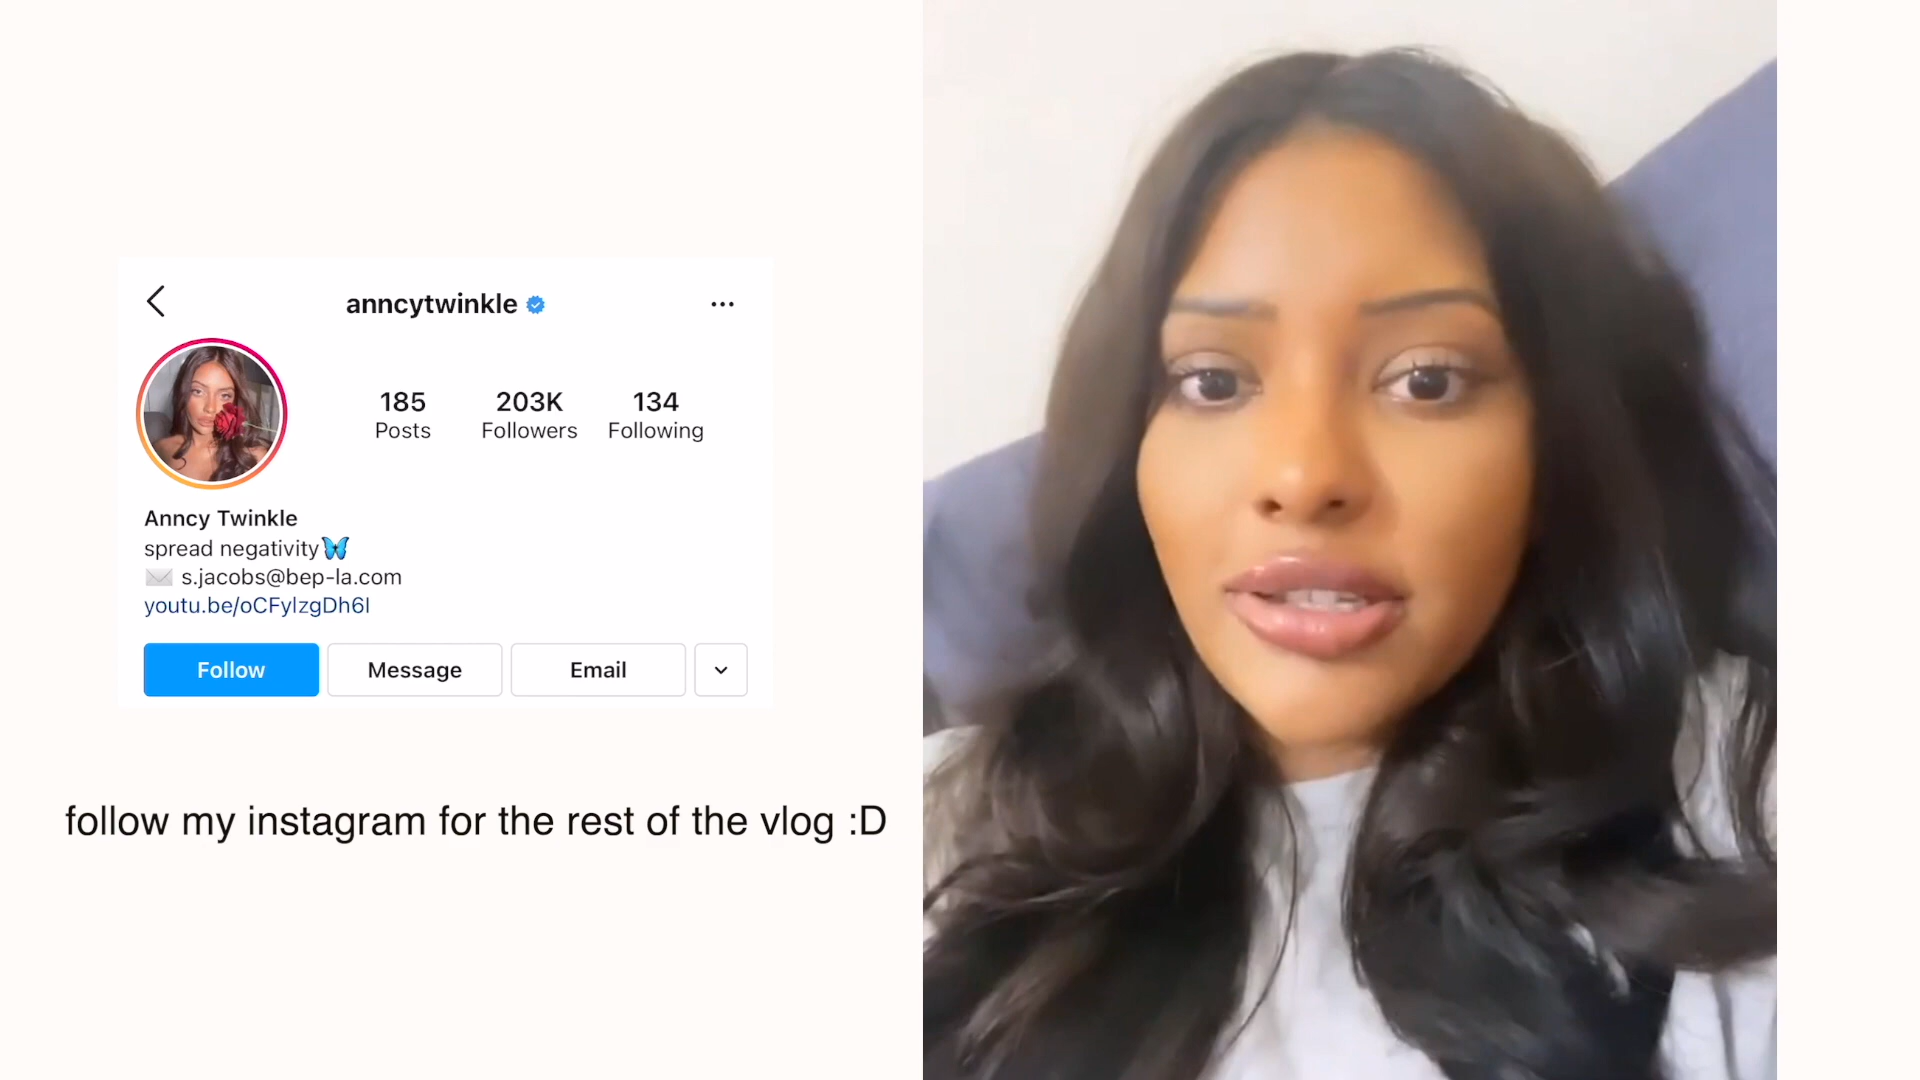 anncytwinkle
185 203K 134
Posts Followers Following
Anncy Twinkle
spread negativity🦋
✉️ s.jacobs@bep-la.com
youtu.be/oCFylzgDh6I
Follow Message Email
follow my instagram for the rest of the vlog :D